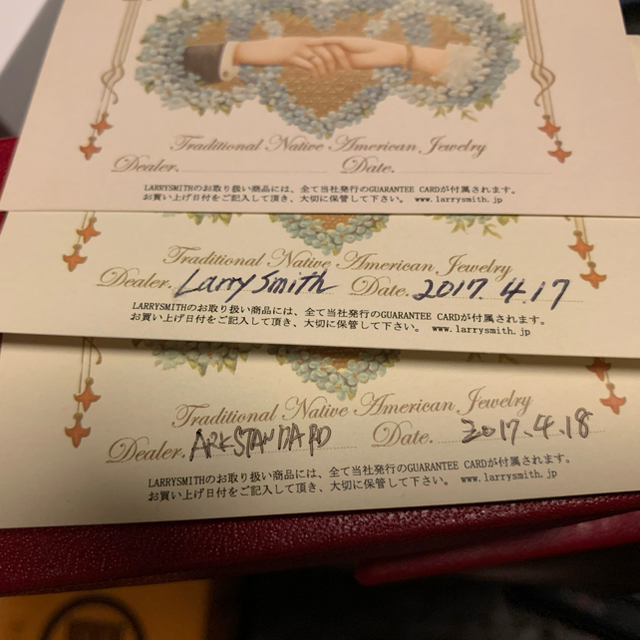 Traditional Native American Jewelry
Dealer. Date.
LARRYSMITHのお取り扱い商品には、全て当社発行のGUARANTEE CARDが付属されます。
お買い上げ日付をご記入して頂き、大切に保管して下さい。 www.larrysmith.jp
Traditional Native American Jewelry
Dealer. Larry Smith Date. 2017. 4. 17
LARRYSMITHのお取り扱い商品には、全て当社発行のGUARANTEE CARDが付属されます。
お買い上げ日付をご記入して頂き、大切に保管して下さい。 www.larrysmith.jp
Traditional Native American Jewelry
Dealer. ARKSTANDARD Date. 2017. 4. 18
LARRYSMITHのお取り扱い商品には、全て当社発行のGUARANTEE CARDが付属されます。
お買い上げ日付をご記入して頂き、大切に保管して下さい。 www.larrysmith.jp